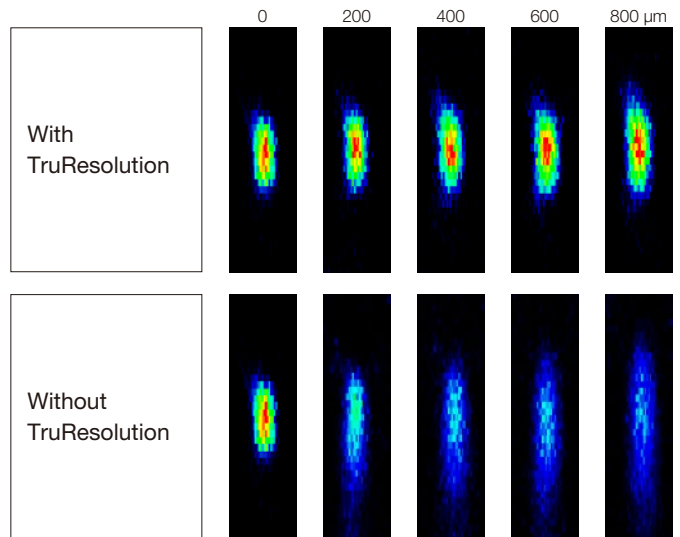 0 200 400 600 800 µm
With
TruResolution
Without
TruResolution